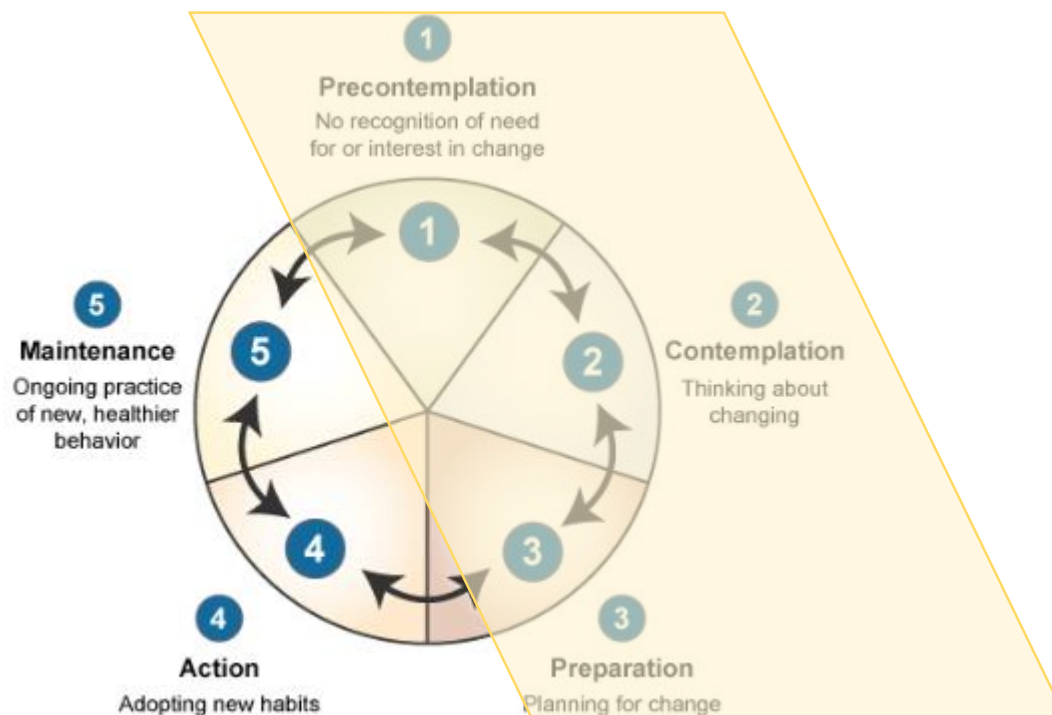 1
Precontemplation
No recognition of need
for or interest in change
1
2
3
4
5
2
Contemplation
Thinking about
changing
3
Preparation
Planning for change
4
Action
Adopting new habits
5
Maintenance
Ongoing practice
of new, healthier
behavior